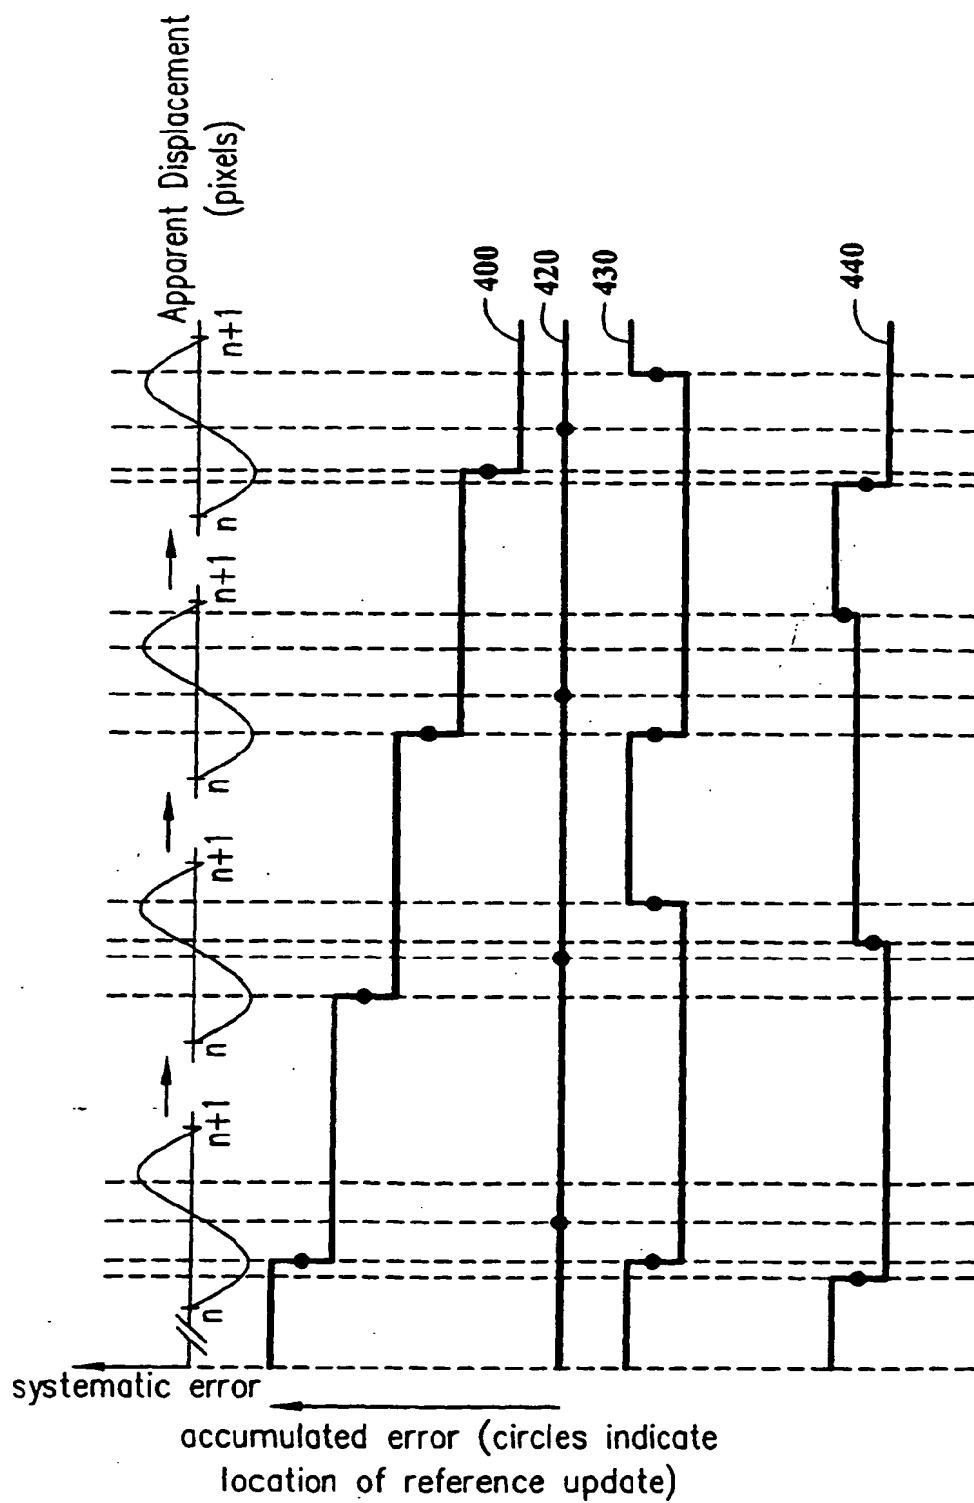 Apparent Displacement
(pixels)
n
n+1
n
n+1
n
n+1
n
n+1
400
420
430
440
systematic error
accumulated error (circles indicate
location of reference update)